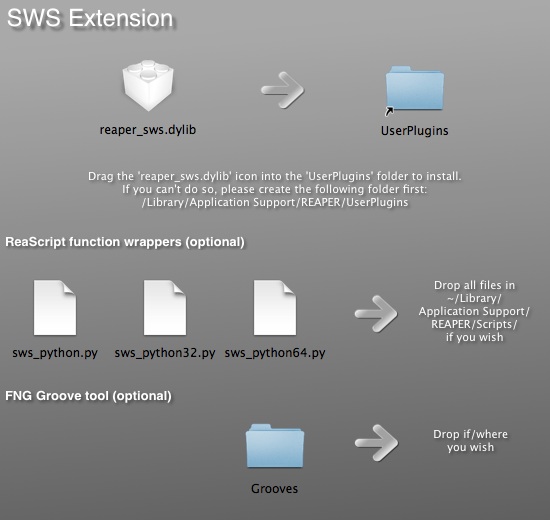 SWS Extension
reaper_sws.dylib
UserPlugins
Drag the 'reaper_sws.dylib' icon into the 'UserPlugins' folder to install.
If you can't do so, please create the following folder first:
/Library/Application Support/REAPER/UserPlugins
ReaScript function wrappers (optional)
sws_python.py
sws_python32.py
sws_python64.py
Drop all files in
~/Library/
Application Support/
REAPER/Scripts/
if you wish
FNG Groove tool (optional)
Grooves
Drop if/where
you wish